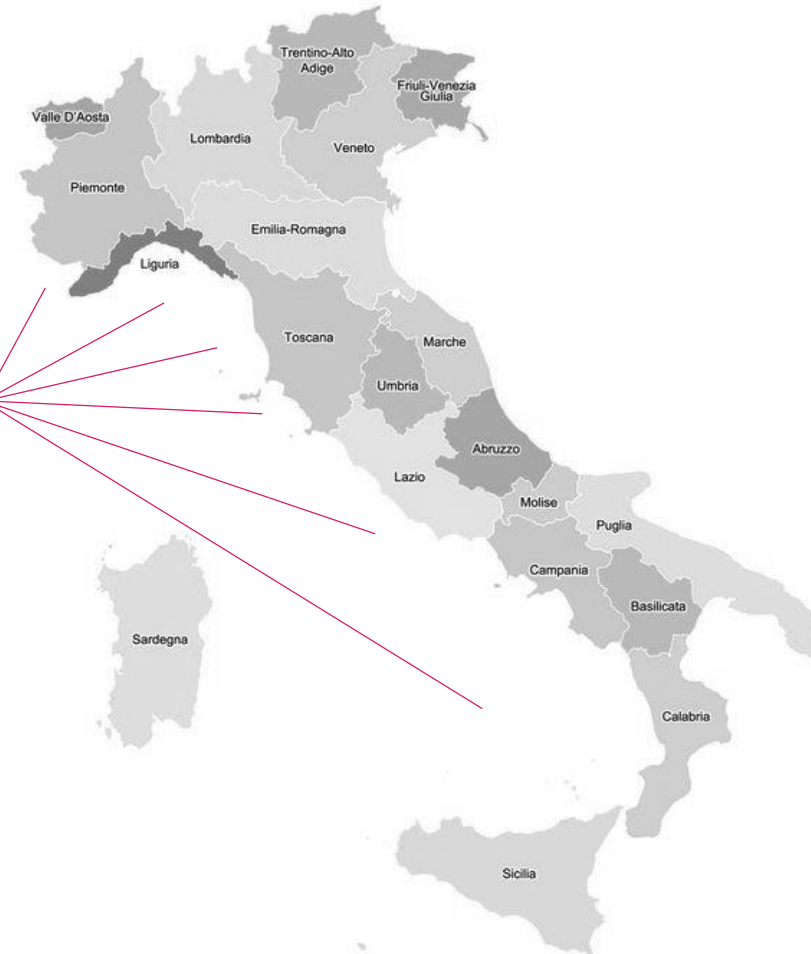 Trentino-Alto
Adige
Friuli-Venezia
Giulia
Valle D'Aosta
Lombardia
Veneto
Piemonte
Emilia-Romagna
Liguria
Toscana
Marche
Umbria
Abruzzo
Lazio
Molise
Puglia
Campania
Basilicata
Sardegna
Calabria
Sicilia